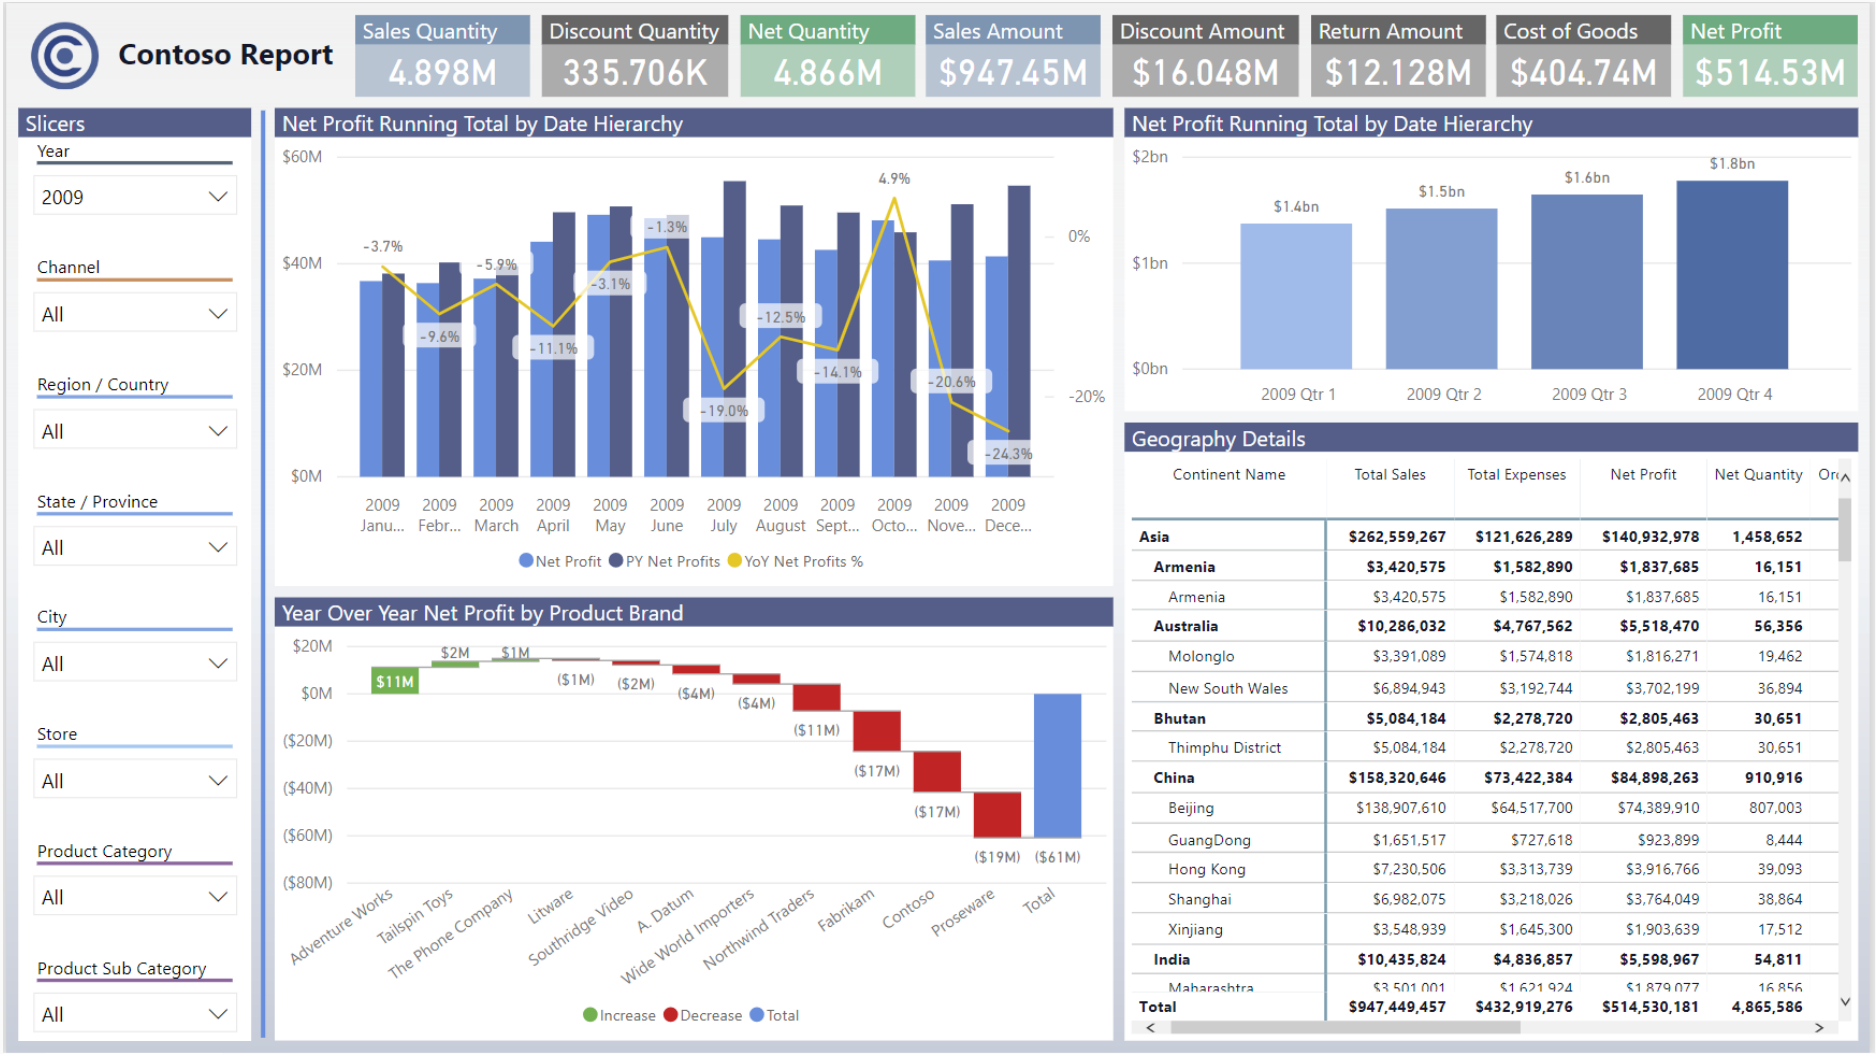 Contoso Report
Sales Quantity
4.898M
Discount Quantity
335.706K
Net Quantity
4.866M
Sales Amount
$947.45M
Discount Amount
$16.048M
Return Amount
$12.128M
Cost of Goods
$404.74M
Net Profit
$514.53M
Slicers
Year
2009
Channel
All
Region / Country
All
State / Province
All
City
All
Store
All
Product Category
All
Product Sub Category
All
Net Profit Running Total by Date Hierarchy
$60M
$40M
$20M
$0M
0%
-20%
-3.7%
-9.6%
-5.9%
-11.1%
-3.1%
-1.3%
-19.0%
-12.5%
-14.1%
4.9%
-20.6%
-24.3%
2009 Janu...
2009 Febr...
2009 March
2009 April
2009 May
2009 June
2009 July
2009 August
2009 Sept...
2009 Octo...
2009 Nove...
2009 Dece...
Net Profit PY Net Profits YoY Net Profits %
Year Over Year Net Profit by Product Brand
$20M
$0M
($20M)
($40M)
($60M)
($80M)
$11M
$2M
$1M
($1M)
($2M)
($4M)
($4M)
($11M)
($17M)
($17M)
($19M)
($61M)
Adventure Works
Tailspin Toys
The Phone Company
Litware
Southridge Video
A. Datum
Wide World Importers
Northwind Traders
Fabrikam
Contoso
Proseware
Total
Increase Decrease Total
Net Profit Running Total by Date Hierarchy
$2bn
$1bn
$0bn
$1.4bn
$1.5bn
$1.6bn
$1.8bn
2009 Qtr 1
2009 Qtr 2
2009 Qtr 3
2009 Qtr 4
Geography Details
Continent Name Total Sales Total Expenses Net Profit Net Quantity Or
Asia $262,559,267 $121,626,289 $140,932,978 1,458,652
Armenia $3,420,575 $1,582,890 $1,837,685 16,151
Armenia $3,420,575 $1,582,890 $1,837,685 16,151
Australia $10,286,032 $4,767,562 $5,518,470 56,356
Molonglo $3,391,089 $1,574,818 $1,816,271 19,462
New South Wales $6,894,943 $3,192,744 $3,702,199 36,894
Bhutan $5,084,184 $2,278,720 $2,805,463 30,651
Thimphu District $5,084,184 $2,278,720 $2,805,463 30,651
China $158,320,646 $73,422,384 $84,898,263 910,916
Beijing $138,907,610 $64,517,700 $74,389,910 807,003
GuangDong $1,651,517 $727,618 $923,899 8,444
Hong Kong $7,230,506 $3,313,739 $3,916,766 39,093
Shanghai $6,982,075 $3,218,026 $3,764,049 38,864
Xinjiang $3,548,939 $1,645,300 $1,903,639 17,512
India $10,435,824 $4,836,857 $5,598,967 54,811
Maharashtra $3,501,001 $1,621,924 $1,879,077 16,856
Total $947,449,457 $432,919,276 $514,530,181 4,865,586